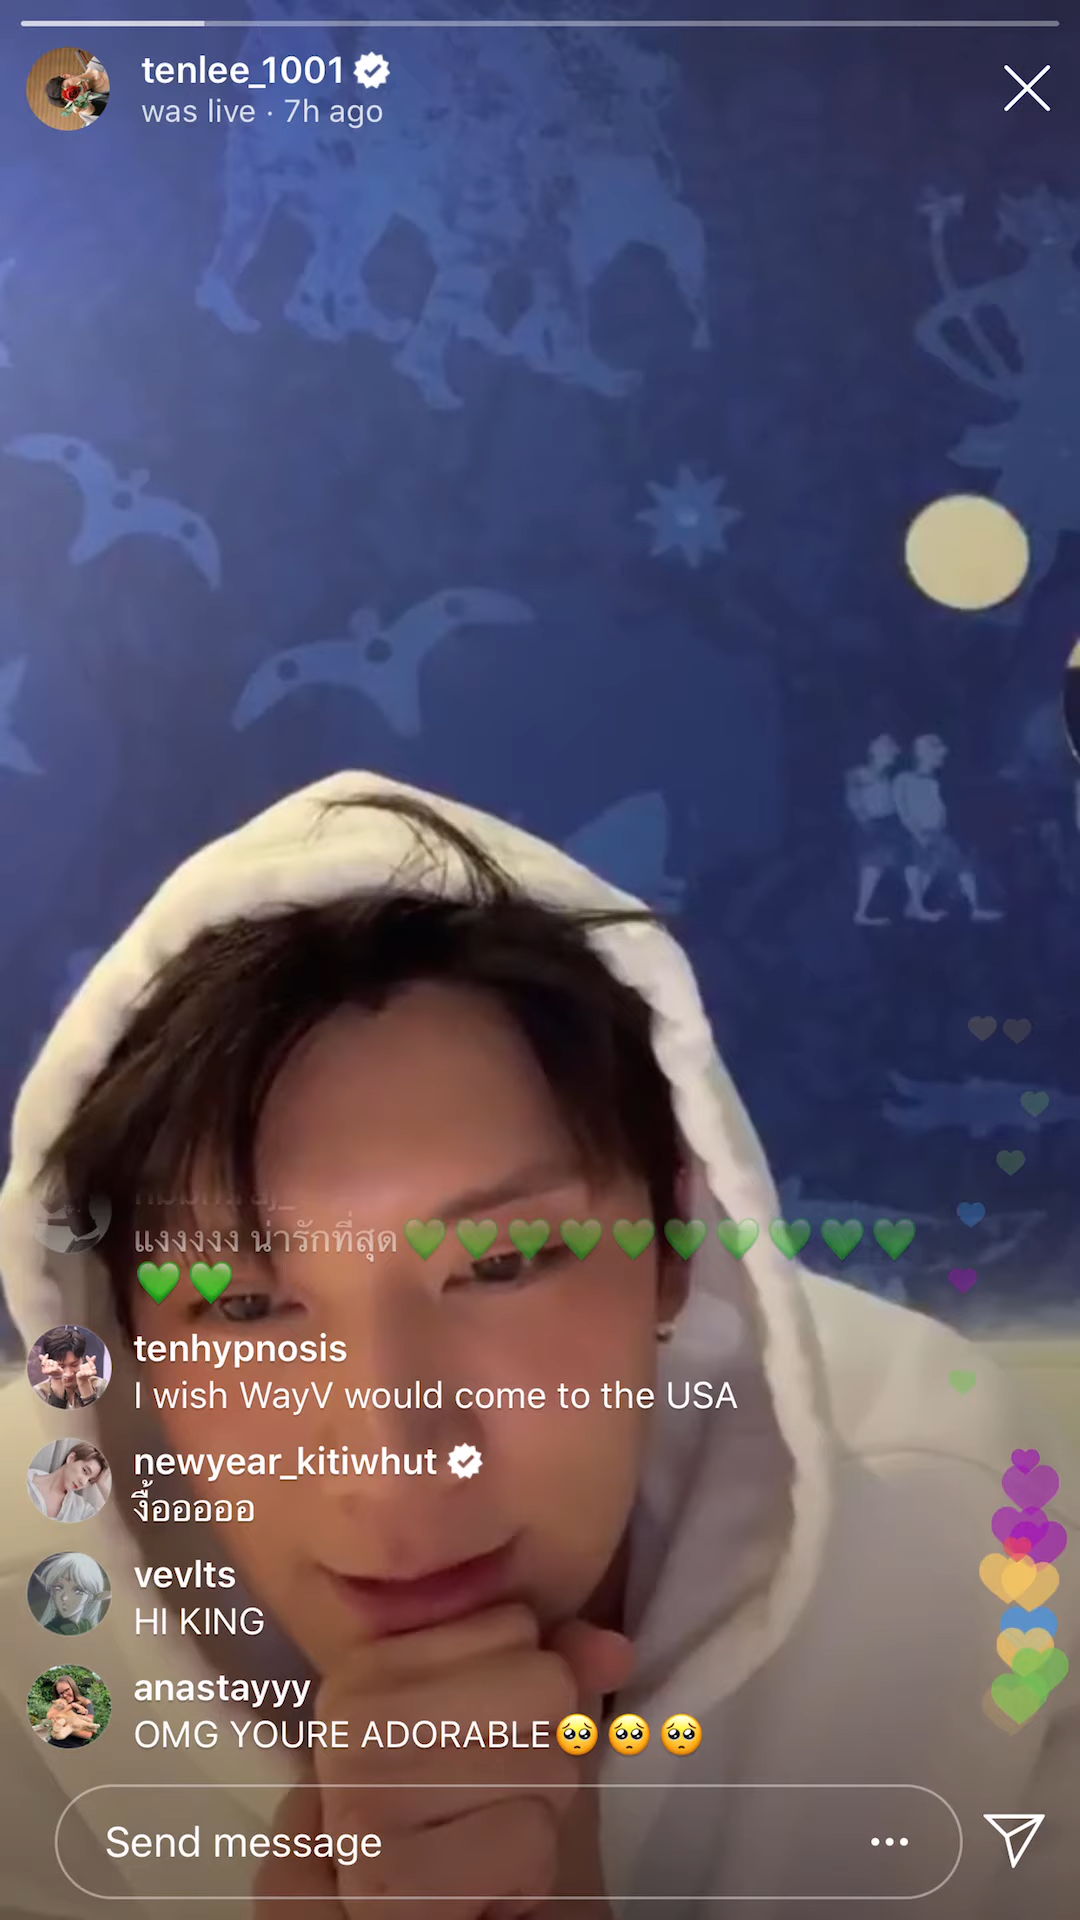 tenlee_1001
was live · 7h ago
แงงงงง น่ารักที่สุด💚💚💚💚💚💚💚💚💚💚
💚💚
tenhypnosis
I wish WayV would come to the USA
newyear_kitiwhut
งื้อออออ
vevlts
HI KING
anastayyy
OMG YOURE ADORABLE🥺🥺🥺
Send message